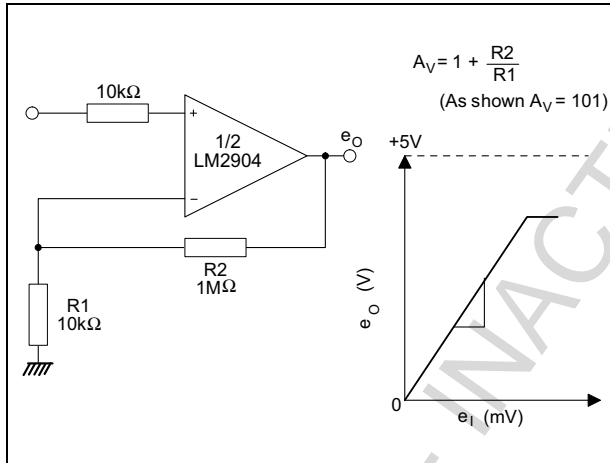 10kΩ
+
1/2
LM2904
–
e_O
R2
1MΩ
R1
10kΩ
A_V = 1 + R2/R1
(As shown A_V = 101)
+5V
e_O (V)
0
e_I (mV)
INACT